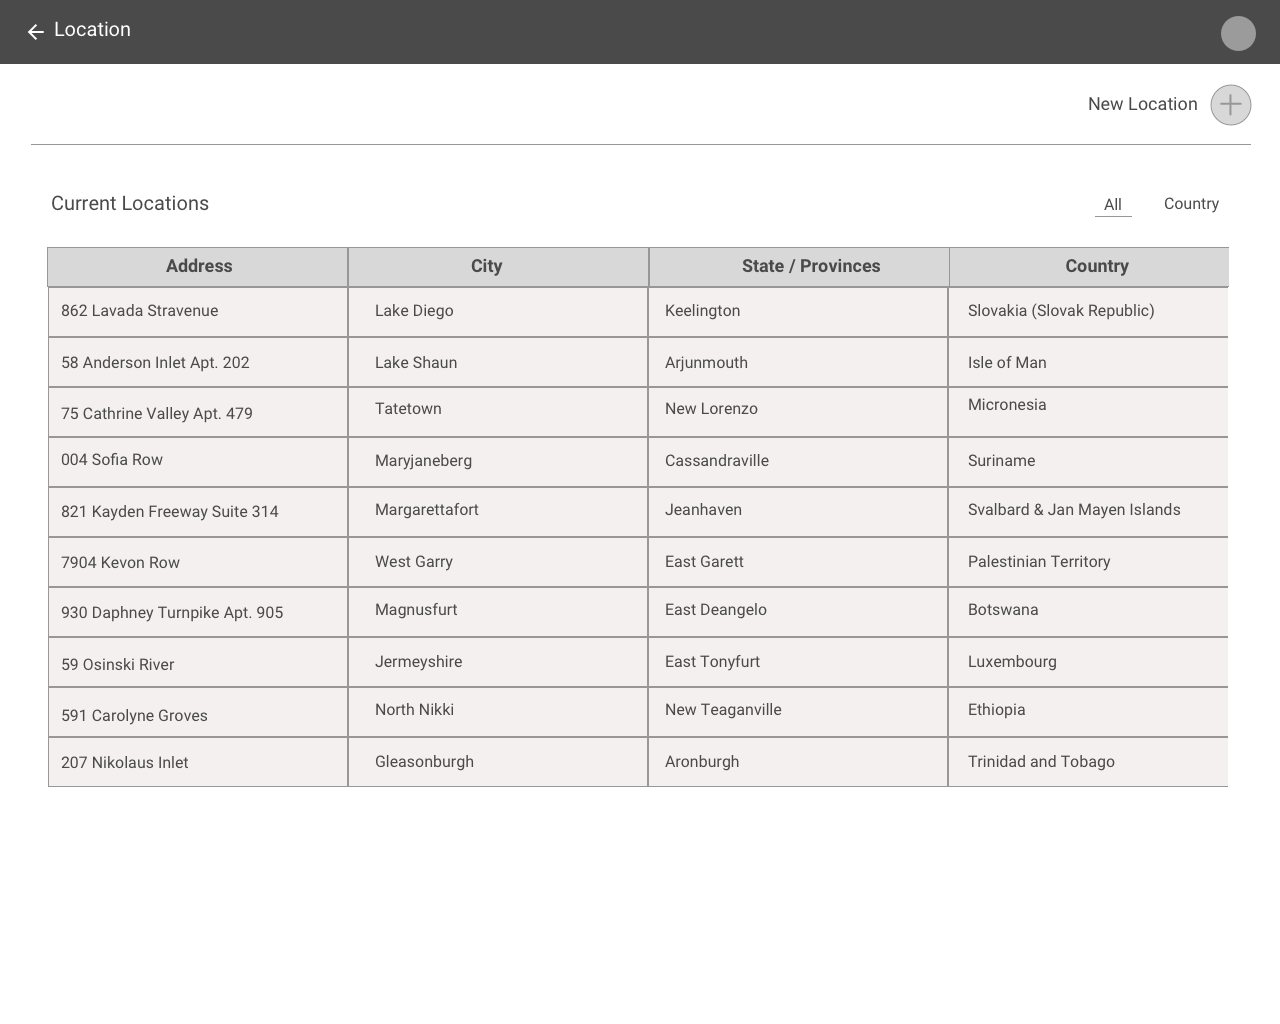 Location
New Location
Current Locations
All Country
Address City State / Provinces Country
862 Lavada Stravenue Lake Diego Keelington Slovakia (Slovak Republic)
58 Anderson Inlet Apt. 202 Lake Shaun Arjunmouth Isle of Man
75 Cathrine Valley Apt. 479 Tatetown New Lorenzo Micronesia
004 Sofia Row Maryjaneberg Cassandraville Suriname
821 Kayden Freeway Suite 314 Margarettafort Jeanhaven Svalbard & Jan Mayen Islands
7904 Kevon Row West Garry East Garett Palestinian Territory
930 Daphney Turnpike Apt. 905 Magnusfurt East Deangelo Botswana
59 Osinski River Jermeyshire East Tonyfurt Luxembourg
591 Carolyne Groves North Nikki New Teaganville Ethiopia
207 Nikolaus Inlet Gleasonburgh Aronburgh Trinidad and Tobago